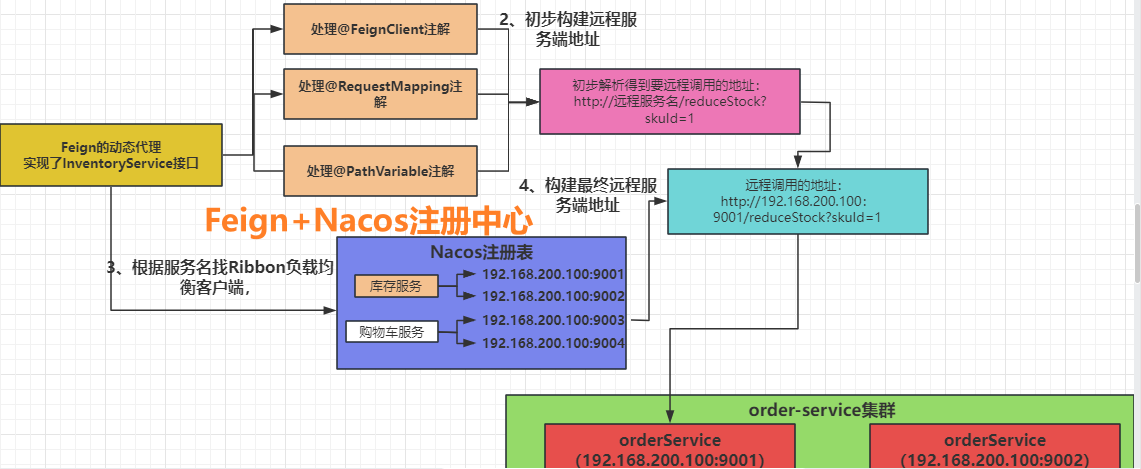 处理@FeignClient注解
2、初步构建远程服
务端地址
处理@RequestMapping注
解
初步解析得到要远程调用的地址：
http://远程服务名/reduceStock?
skuId=1
Feign的动态代理
实现了InventoryService接口
处理@PathVariable注解
4、构建最终远程服
务端地址
远程调用的地址：
http://192.168.200.100：
9001/reduceStock?skuId=1
Feign+Nacos注册中心
3、根据服务名找Ribbon负载均
衡客户端，
Nacos注册表
库存服务
192.168.200.100:9001
192.168.200.100:9002
购物车服务
192.168.200.100:9003
192.168.200.100:9004
order-service集群
orderService
（192.168.200.100:9001）
orderService
（192.168.200.100:9002）